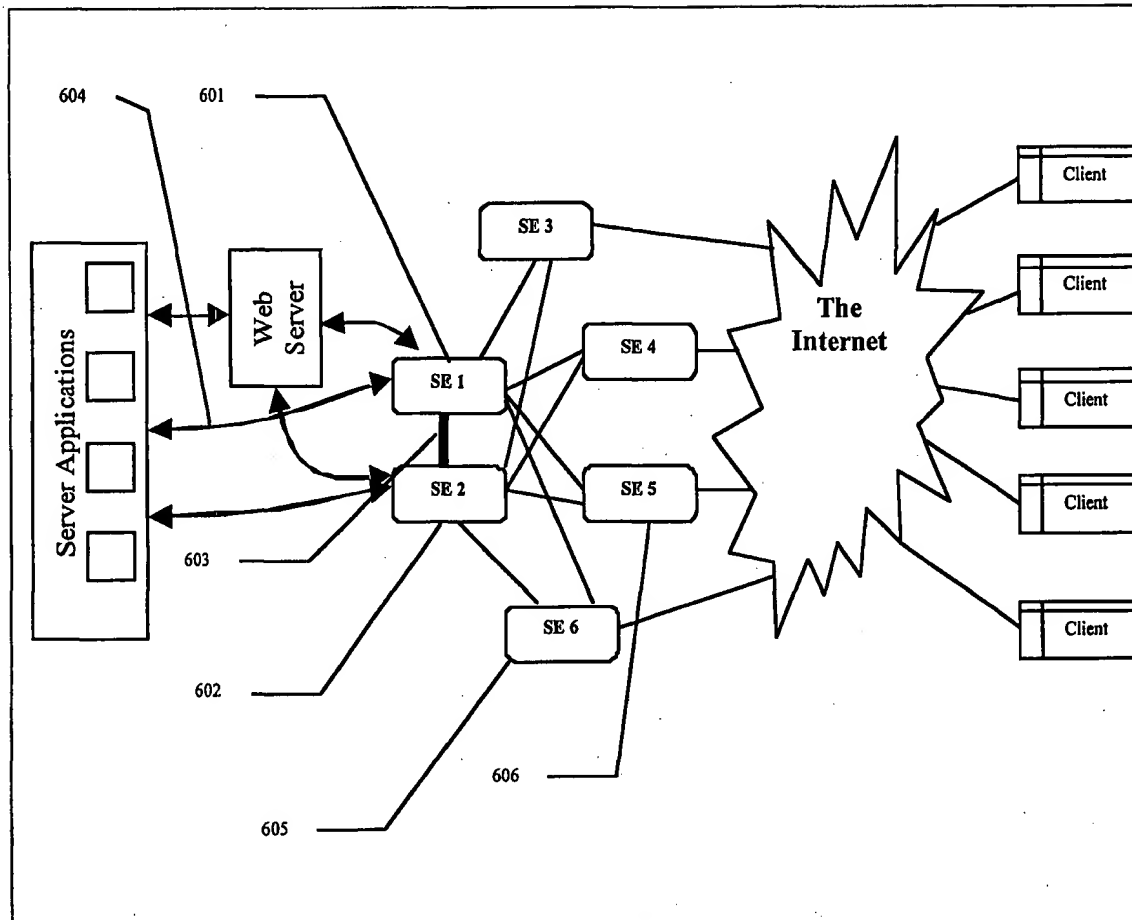 604
601
SE 3
Client
Client
Web
Server
The
Internet
SE 4
SE 1
Client
Server Applications
SE 2
SE 5
Client
603
SE 6
Client
602
606
605